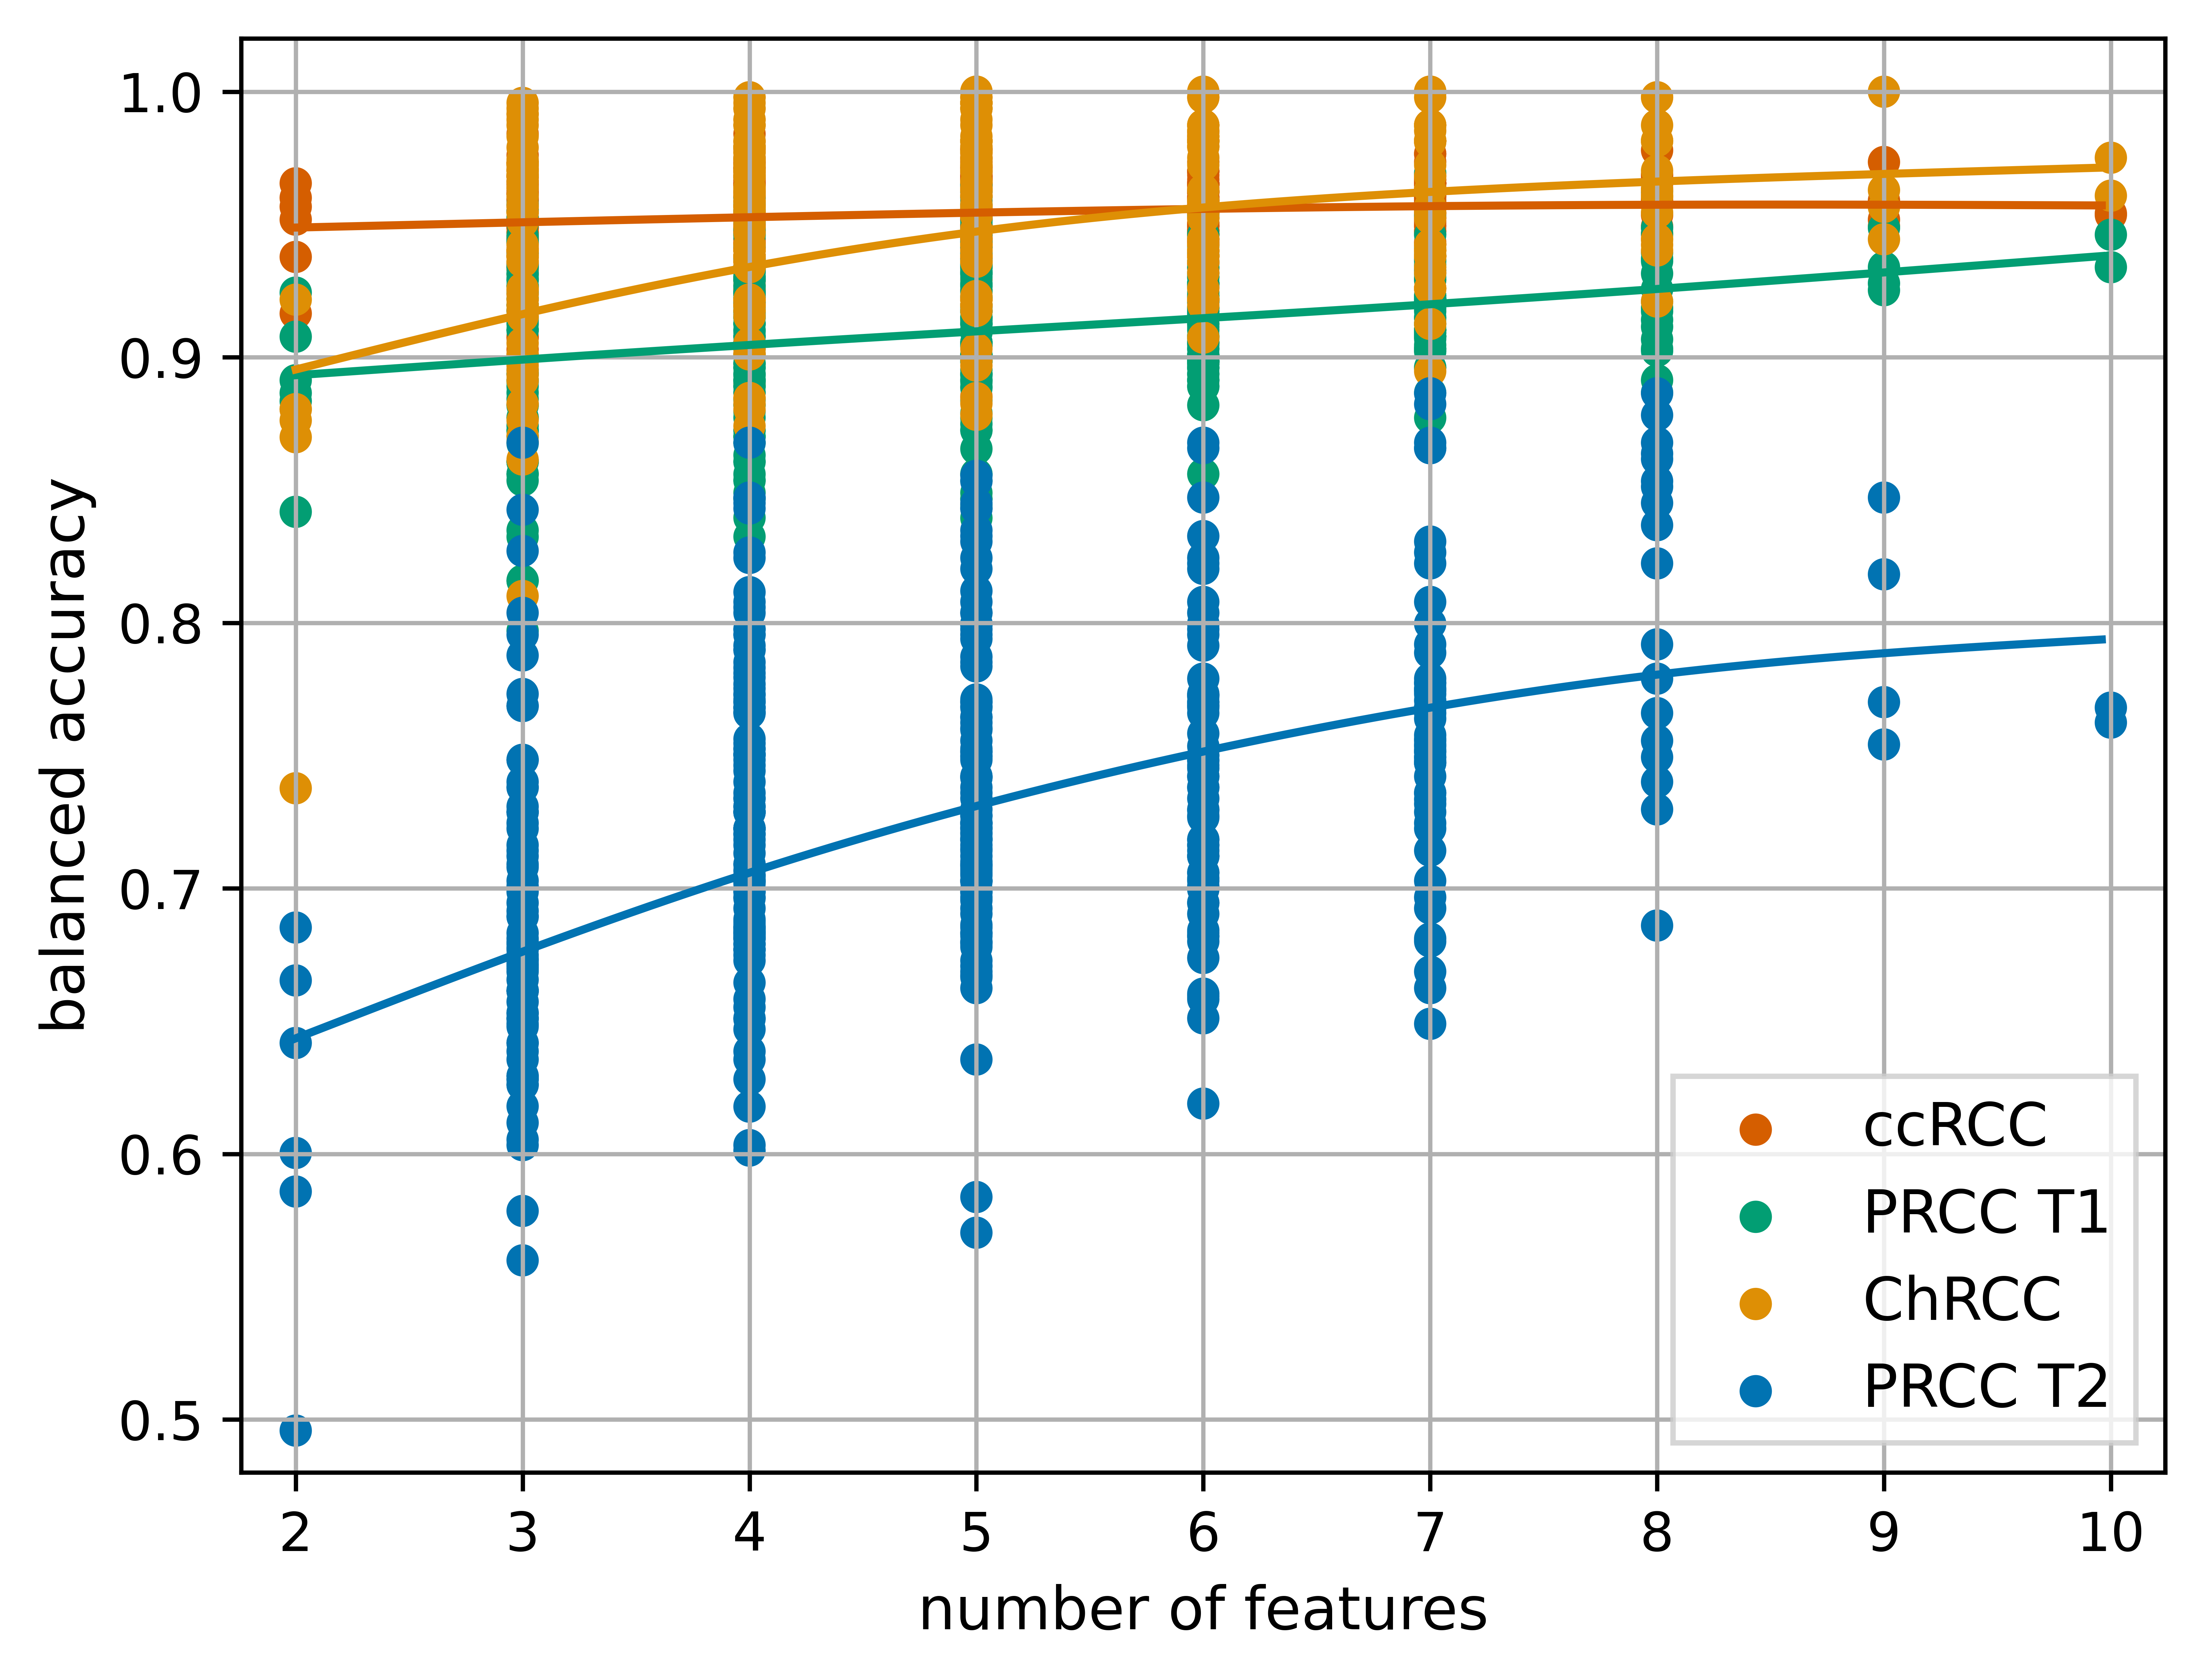 balanced accuracy
1.0
0.9
0.8
0.7
0.6
0.5
2 3 4 5 6 7 8 9 10
number of features
ccRCC
PRCC T1
ChRCC
PRCC T2